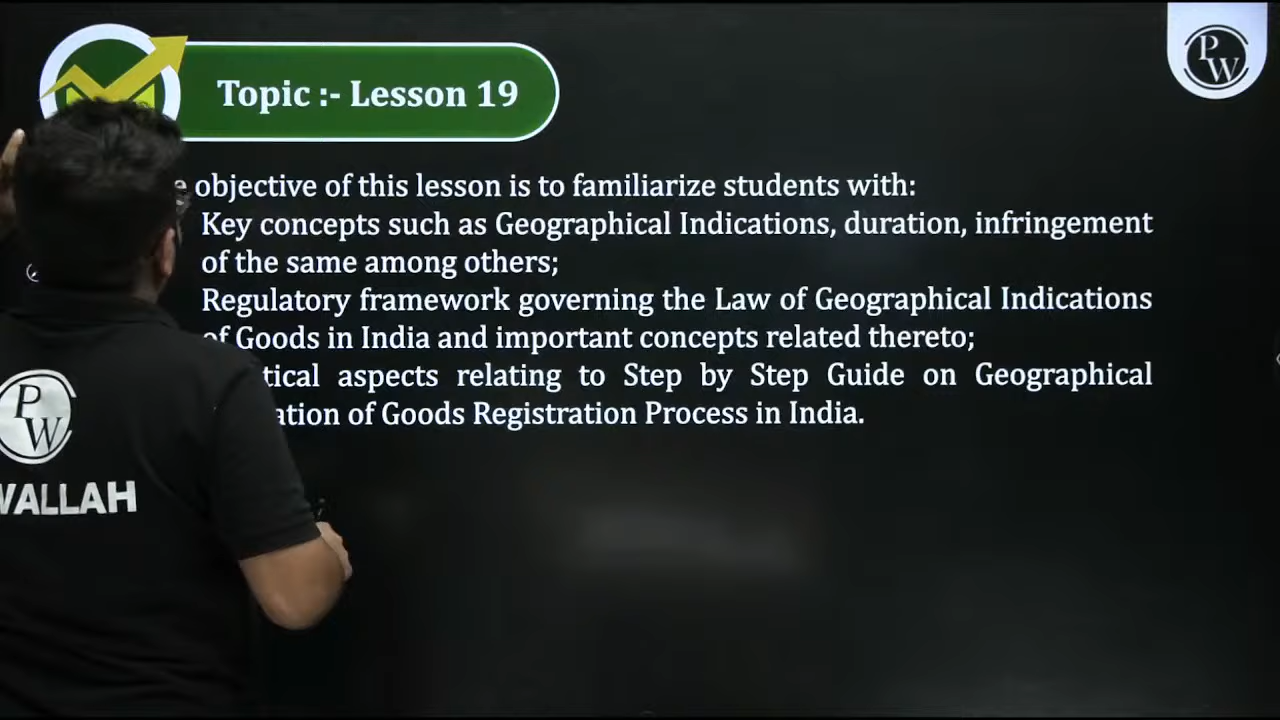 Topic :- Lesson 19
P
W
e objective of this lesson is to familiarize students with:
Key concepts such as Geographical Indications, duration, infringement
of the same among others;
Regulatory framework governing the Law of Geographical Indications
of Goods in India and important concepts related thereto;
tical aspects relating to Step by Step Guide on Geographical
ation of Goods Registration Process in India.
P
W
WALLAH